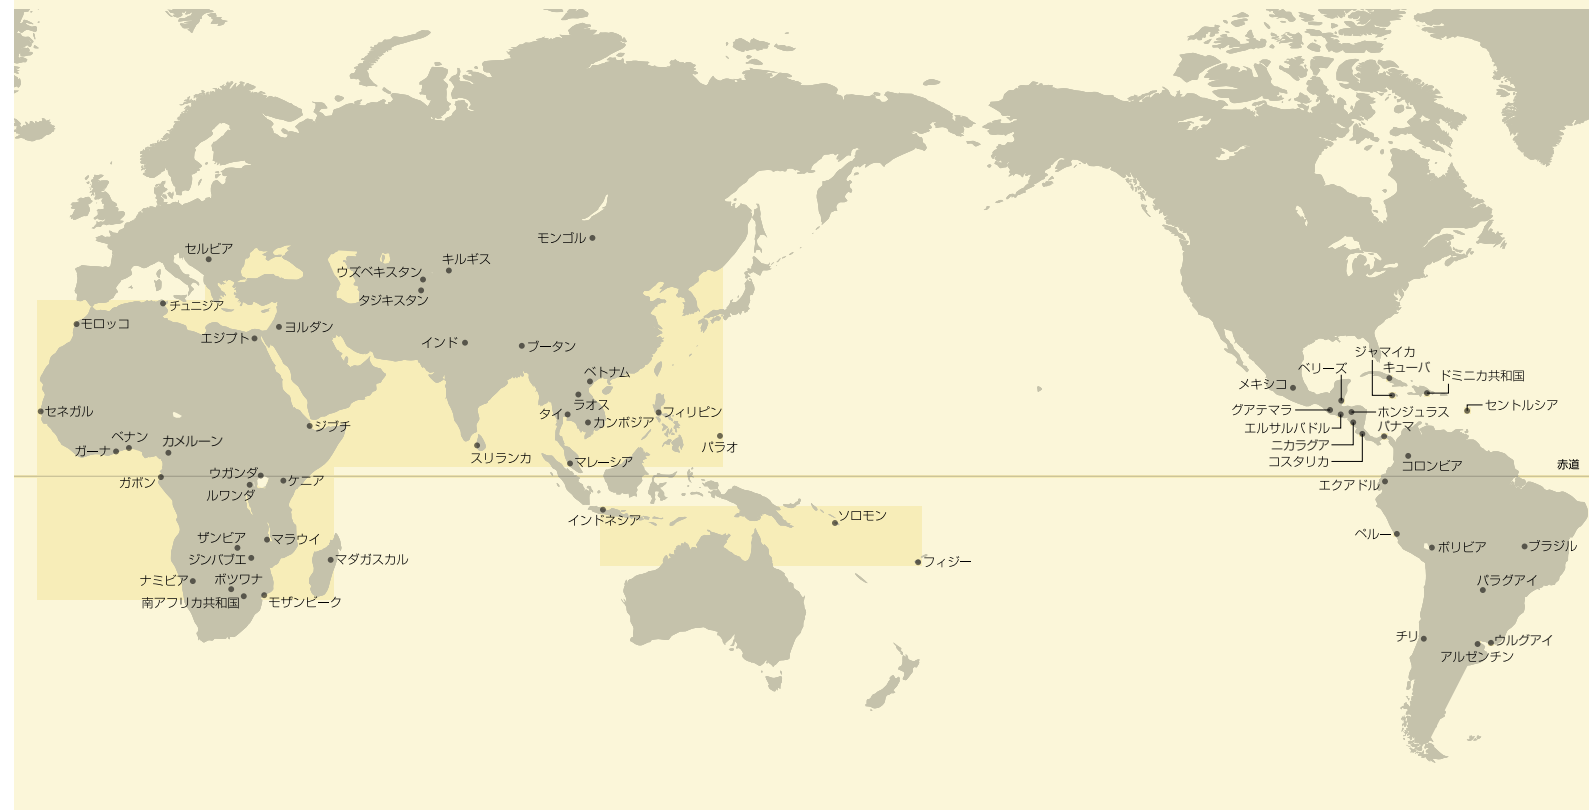 セルビア
モンゴル
キルギス
ウズベキスタン
タジキスタン
チュニジア
モロッコ
エジプト
ヨルダン
インド
ブータン
ベトナム
ラオス
タイ
カンボジア
フィリピン
パラオ
セネガル
ジブチ
ベナン
ガーナ
カメルーン
スリランカ
マレーシア
ガボン
ウガンダ
ルワンダ
ケニア
インドネシア
ソロモン
フィジー
ザンビア
マラウイ
ジンバブエ
マダガスカル
ナミビア
ボツワナ
南アフリカ共和国
モザンビーク
ジャマイカ
ベリーズ
キューバ
ドミニカ共和国
メキシコ
グアテマラ
ホンジュラス
セントルシア
エルサルバドル
パナマ
ニカラグア
コスタリカ
コロンビア
赤道
エクアドル
ペルー
ボリビア
ブラジル
パラグアイ
チリ
ウルグアイ
アルゼンチン